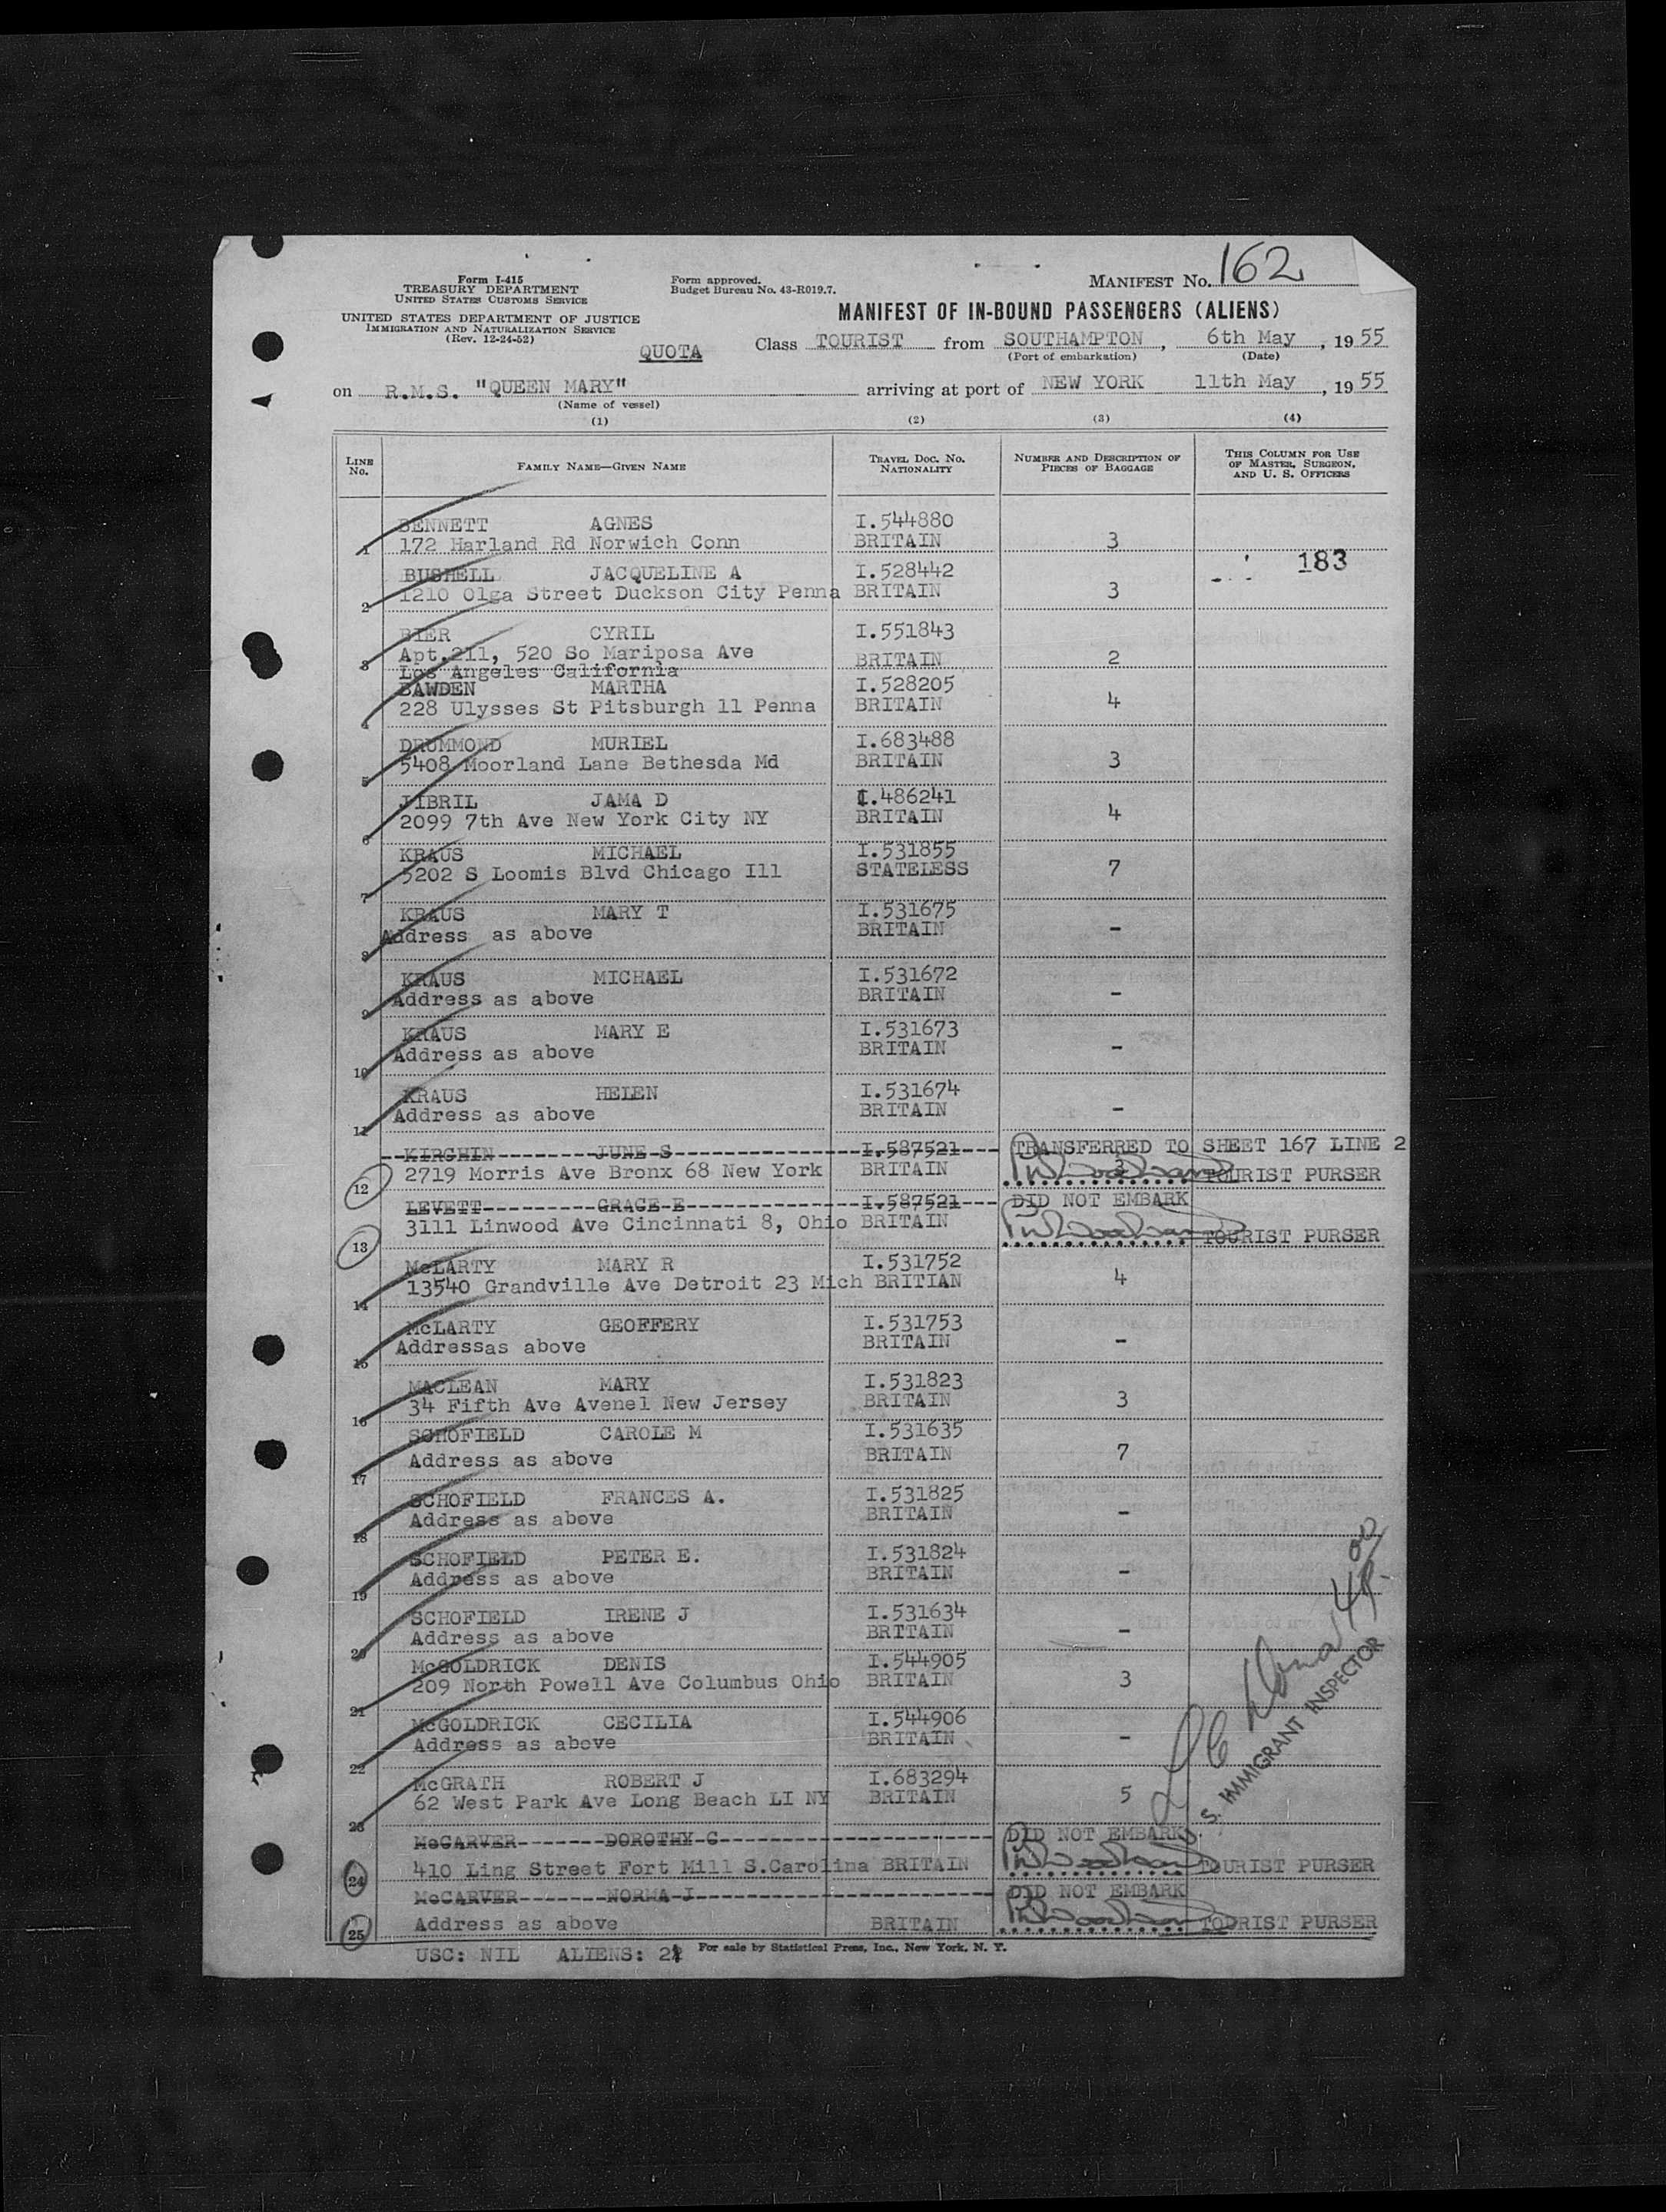 Form I-415
TREASURY DEPARTMENT
UNITED STATES CUSTOMS SERVICE
UNITED STATES DEPARTMENT OF JUSTICE
IMMIGRATION AND NATURALIZATION SERVICE
(Rev. 12-24-52)
Form approved.
Budget Bureau No. 43-R019.7.
MANIFEST NO. 162
MANIFEST OF IN-BOUND PASSENGERS (ALIENS)
QUOTA
Class TOURIST from SOUTHAMPTON, 6th May, 1955
(Port of embarkation) (Date)
on R.M.S. "QUEEN MARY" arriving at port of NEW YORK 11th May, 1955
(Name of vessel)
(1) (2) (3) (4)
LINE NO. FAMILY NAME—GIVEN NAME TRAVEL DOC. NO. NATIONALITY NUMBER AND DESCRIPTION OF PIECES OF BAGGAGE THIS COLUMN FOR USE OF MASTER, SURGEON, AND U. S. OFFICERS
BENNETT AGNES I.544880
1 172 Harland Rd Norwich Conn BRITAIN 3
183
BUSHELL JACQUELINE A I.528442
2 1210 Olga Street Duckson City Penna BRITAIN 3
BIER CYRIL I.551843
Apt.211, 520 So Mariposa Ave BRITAIN 2
3 Los Angeles California
BAWDEN MARTHA I.528205
4 228 Ulysses St Pitsburgh 11 Penna BRITAIN 4
DRUMMOND MURIEL I.683488
5 5408 Moorland Lane Bethesda Md BRITAIN 3
JIBRIL JAMA D I.486241
6 2099 7th Ave New York City NY BRITAIN 4
KRAUS MICHAEL I.531855
7 5202 S Loomis Blvd Chicago Ill STATELESS 7
KRAUS MARY T I.531675
8 Address as above BRITAIN -
KRAUS MICHAEL I.531672
9 Address as above BRITAIN -
KRAUS MARY E I.531673
10 Address as above BRITAIN -
KRAUS HELEN I.531674
11 Address as above BRITAIN -
KIRCHIN JUNE S I.587521 TRANSFERRED TO SHEET 167 LINE 2
12 2719 Morris Ave Bronx 68 New York BRITAIN 3 TOURIST PURSER
LEVETT GRACE E I.587521 DID NOT EMBARK
13 3111 Linwood Ave Cincinnati 8, Ohio BRITAIN TOURIST PURSER
McLARTY MARY R I.531752
14 13540 Grandville Ave Detroit 23 Mich BRITIAN 4
McLARTY GEOFFERY I.531753
15 Addressas above BRITAIN -
MACLEAN MARY I.531823
16 34 Fifth Ave Avenel New Jersey BRITAIN 3
SCHOFIELD CAROLE M I.531635
17 Address as above BRITAIN 7
SCHOFIELD FRANCES A. I.531825
18 Address as above BRITAIN -
SCHOFIELD PETER E. I.531824
19 Address as above BRITAIN -
SCHOFIELD IRENE J I.531634
20 Address as above BRITAIN -
McGOLDRICK DENIS I.544905
21 209 North Powell Ave Columbus Ohio BRITAIN 3
McGOLDRICK CECILIA I.544906
22 Address as above BRITAIN -
McGRATH ROBERT J I.683294
23 62 West Park Ave Long Beach LI NY BRITAIN 5
S. IMMIGRANT INSPECTOR
McCARVER DOROTHY C DID NOT EMBARK
24 410 Ling Street Fort Mill S.Carolina BRITAIN TOURIST PURSER
McCARVER NORMA J DID NOT EMBARK
25 Address as above BRITAIN TOURIST PURSER
USC: NIL ALIENS: 21 For sale by Statistical Press, Inc., New York, N. Y.